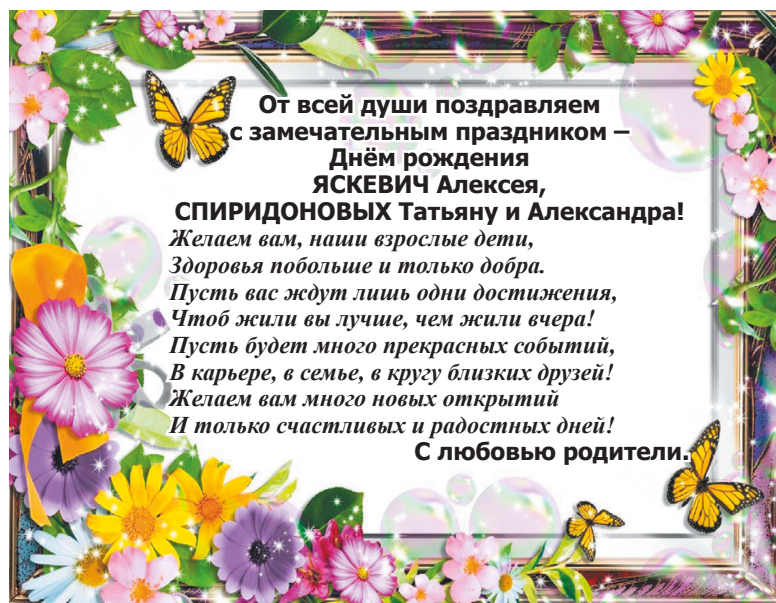 От всей души поздравляем
с замечательным праздником –
Днём рождения
ЯСКЕВИЧ Алексея,
СПИРИДОНОВЫХ Татьяну и Александра!
Желаем вам, наши взрослые дети,
Здоровья побольше и только добра.
Пусть вас ждут лишь одни достижения,
Чтоб жили вы лучше, чем жили вчера!
Пусть будет много прекрасных событий,
В карьере, в семье, в кругу близких друзей!
Желаем вам много новых открытий
И только счастливых и радостных дней!
С любовью родители.